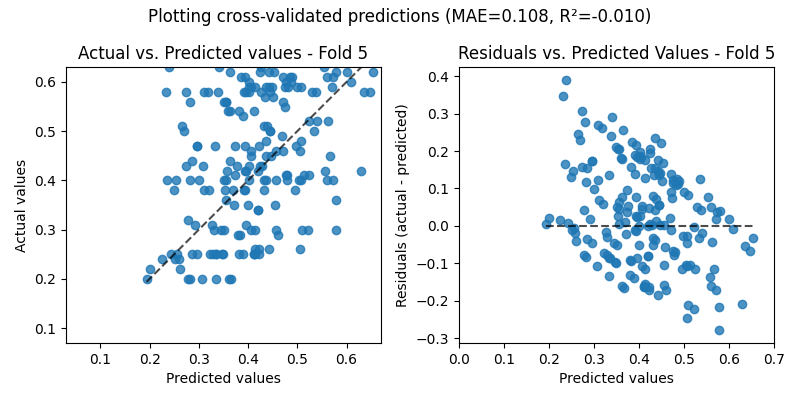 Plotting cross-validated predictions (MAE=0.108, R²=-0.010)
Actual vs. Predicted values - Fold 5
Actual values
0.6
0.5
0.4
0.3
0.2
0.1
0.1 0.2 0.3 0.4 0.5 0.6
Predicted values
Residuals vs. Predicted Values - Fold 5
Residuals (actual - predicted)
0.4
0.3
0.2
0.1
0.0
−0.1
−0.2
−0.3
0.0 0.1 0.2 0.3 0.4 0.5 0.6 0.7
Predicted values